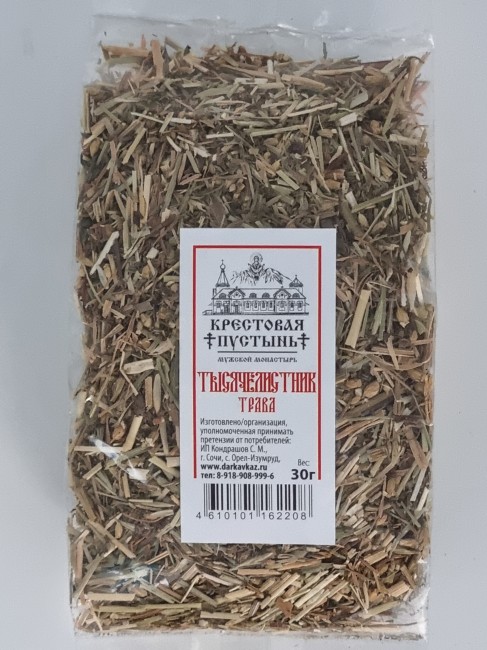 КРЕСТОВАЯ
ПУСТЫНЬ
МУЖСКОЙ МОНАСТЫРЬ
ТЫСЯЧЕЛИСТНИК
ТРАВА
Изготовлено/организация,
уполномоченная принимать
претензии от потребителей:
ИП Кондрашов С. М.,
г. Сочи, с. Орел-Изумруд,
www.darkavkaz.ru
тел: 8-918-908-999-6
Вес:
30г
4 610101 162208